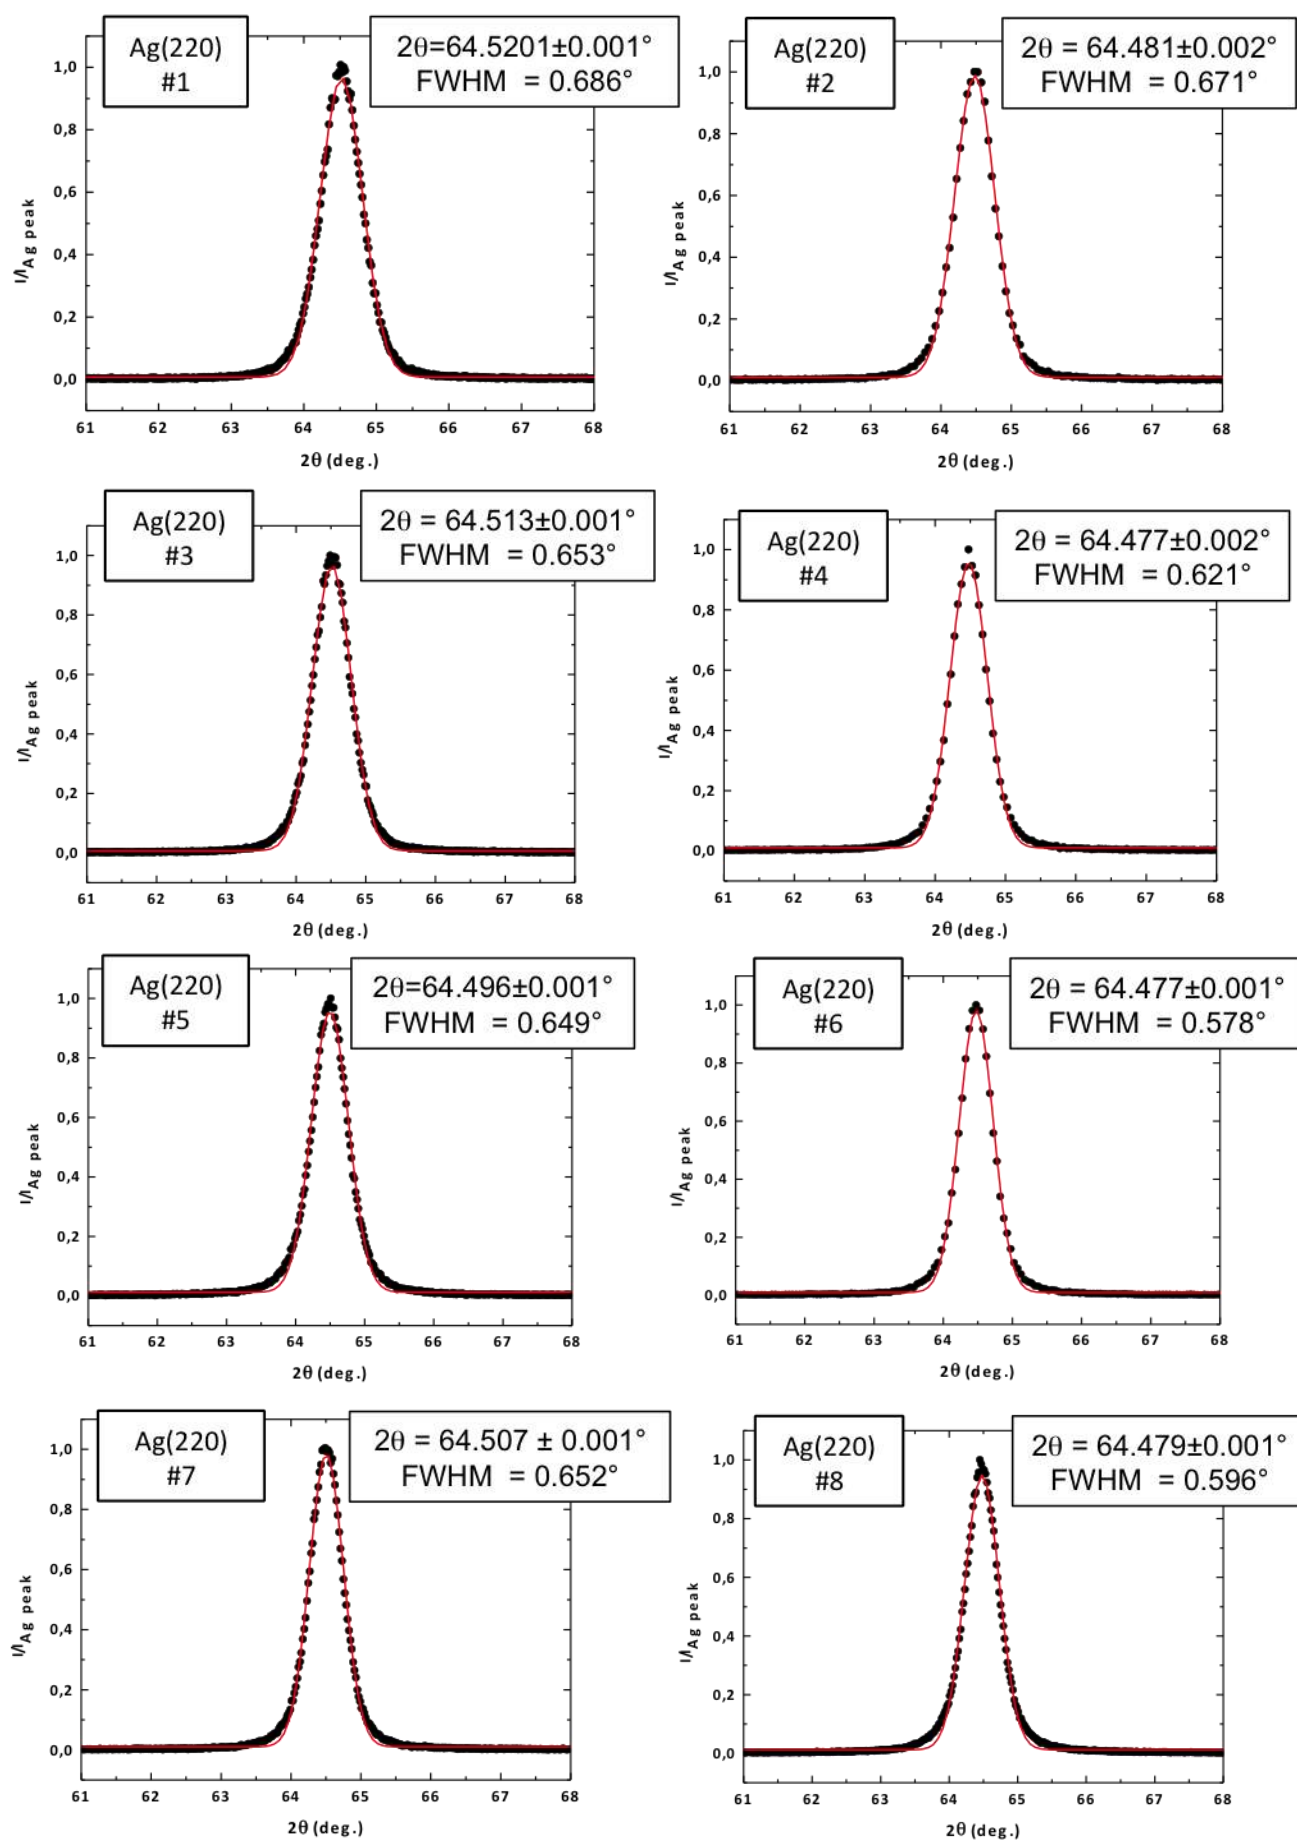 Ag(220)
#1
2θ=64.5201±0.001°
FWHM = 0.686°
1,0
0,8
0,6
0,4
0,2
0,0
I/I Ag peak
61 62 63 64 65 66 67 68
2θ (deg.)
Ag(220)
#2
2θ = 64.481±0.002°
FWHM = 0.671°
1,0
0,8
0,6
0,4
0,2
0,0
I/I Ag peak
61 62 63 64 65 66 67 68
2θ (deg.)
Ag(220)
#3
2θ = 64.513±0.001°
FWHM = 0.653°
1,0
0,8
0,6
0,4
0,2
0,0
I/I Ag peak
61 62 63 64 65 66 67 68
2θ (deg.)
Ag(220)
#4
2θ = 64.477±0.002°
FWHM = 0.621°
1,0
0,8
0,6
0,4
0,2
0,0
I/I Ag peak
61 62 63 64 65 66 67 68
2θ (deg.)
Ag(220)
#5
2θ=64.496±0.001°
FWHM = 0.649°
1,0
0,8
0,6
0,4
0,2
0,0
I/I Ag peak
61 62 63 64 65 66 67 68
2θ (deg.)
Ag(220)
#6
2θ = 64.477±0.001°
FWHM = 0.578°
1,0
0,8
0,6
0,4
0,2
0,0
I/I Ag peak
61 62 63 64 65 66 67 68
2θ (deg.)
Ag(220)
#7
2θ = 64.507 ± 0.001°
FWHM = 0.652°
1,0
0,8
0,6
0,4
0,2
0,0
I/I Ag peak
61 62 63 64 65 66 67 68
2θ (deg.)
Ag(220)
#8
2θ = 64.479±0.001°
FWHM = 0.596°
1,0
0,8
0,6
0,4
0,2
0,0
I/I Ag peak
61 62 63 64 65 66 67 68
2θ (deg.)